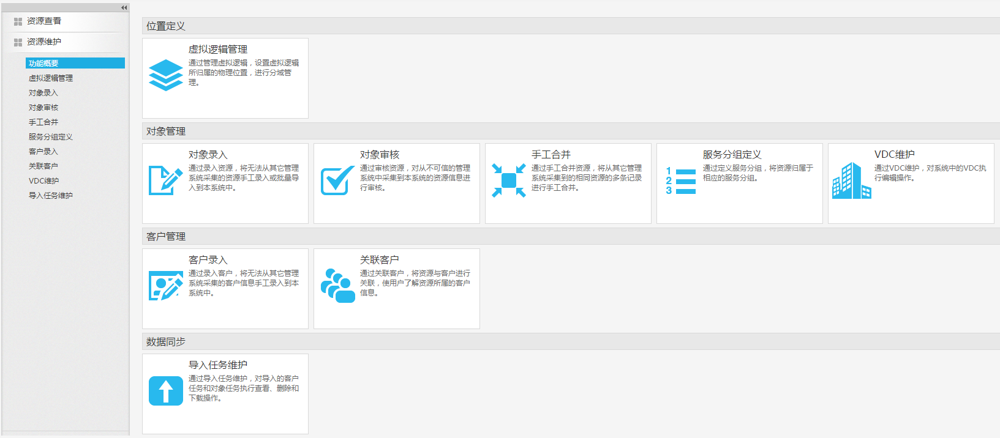 资源查看
资源维护
功能概要
虚拟逻辑管理
对象录入
对象审核
手工合并
服务分组定义
客户录入
关联客户
VDC维护
导入任务维护
位置定义
虚拟逻辑管理
通过管理虚拟逻辑，设置虚拟逻辑
所归属的物理位置，进行分域管
理。
对象管理
对象录入
通过录入资源，将无法从其它管理
系统采集的资源手工录入或批量导
入到本系统中。
对象审核
通过审核资源，对从不可信的管理
系统中采集到本系统的资源信息进
行审核。
手工合并
通过手工合并资源，将从其它管理
系统采集到的相同资源的多条记录
进行手工合并。
1
2
3
服务分组定义
通过定义服务分组，将资源归属于
相应的服务分组。
VDC维护
通过VDC维护，对系统中的VDC执
行编辑操作。
客户管理
客户录入
通过录入客户，将无法从其它管理
系统采集的客户信息手工录入到本
系统中。
关联客户
通过关联客户，将资源与客户进行
关联，使用户了解资源所属的客户
信息。
数据同步
导入任务维护
通过导入任务维护，对导入的客户
任务和对象任务执行查看、删除和
下载操作。